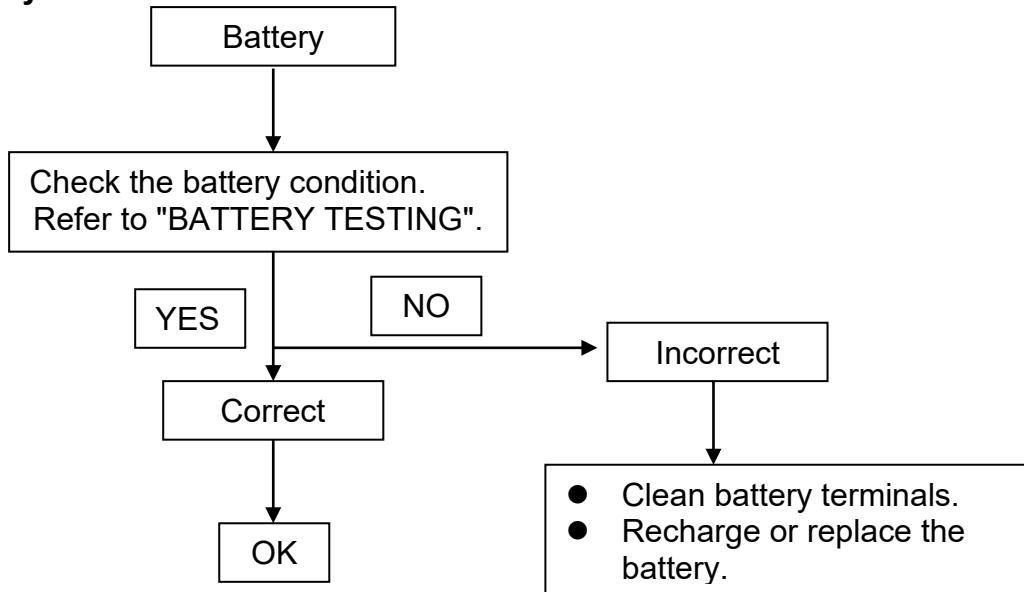 Battery
Check the battery condition.
Refer to "BATTERY TESTING".
YES
NO
Incorrect
Correct
● Clean battery terminals.
● Recharge or replace the
battery.
OK